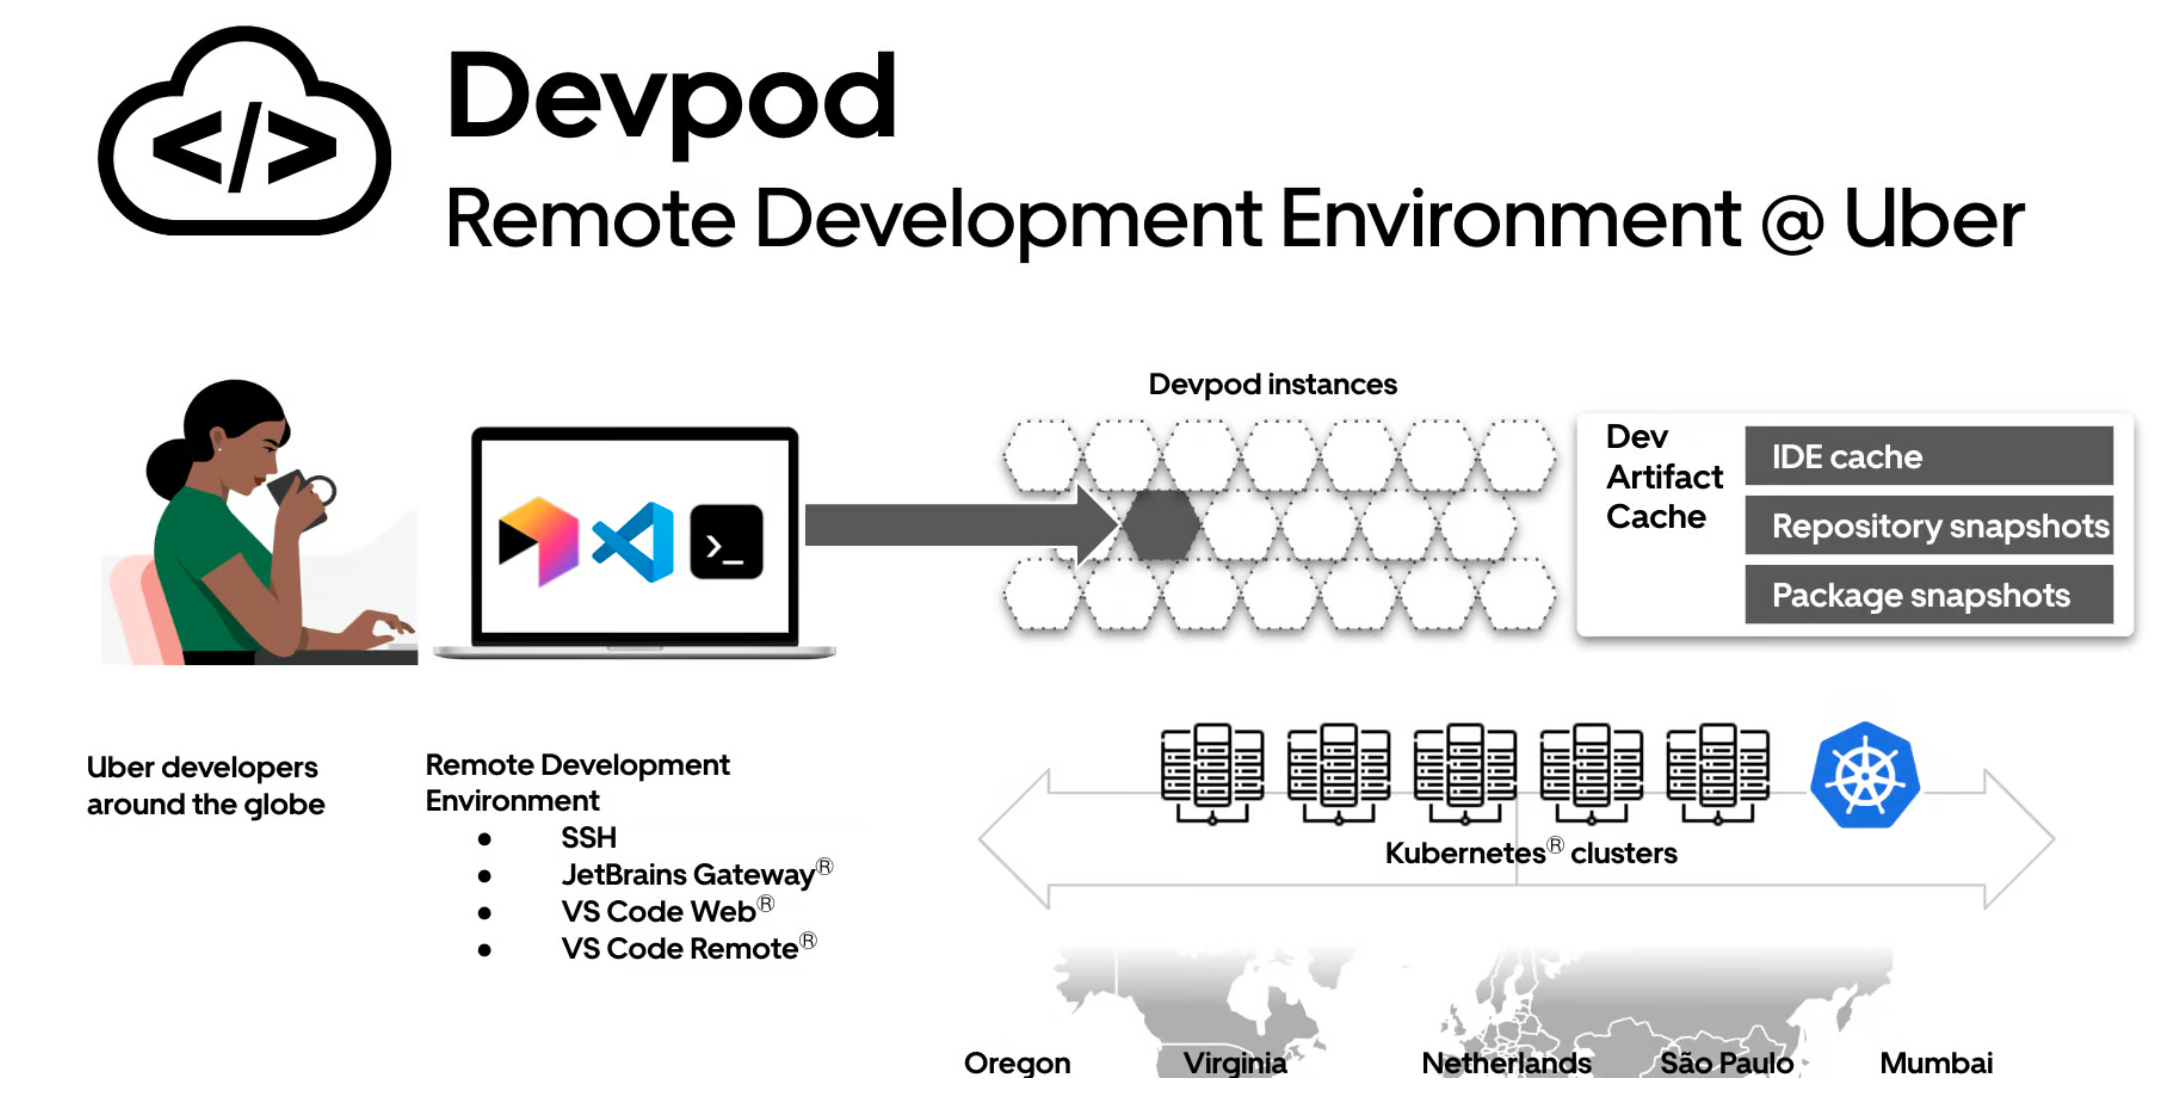 </>
Devpod
Remote Development Environment @ Uber
Devpod instances
Dev
Artifact
Cache
IDE cache
Repository snapshots
Package snapshots
>_
Uber developers
around the globe
Remote Development
Environment
● SSH
● JetBrains Gateway®
● VS Code Web®
● VS Code Remote®
Kubernetes® clusters
Oregon
Virginia
Netherlands
São Paulo
Mumbai